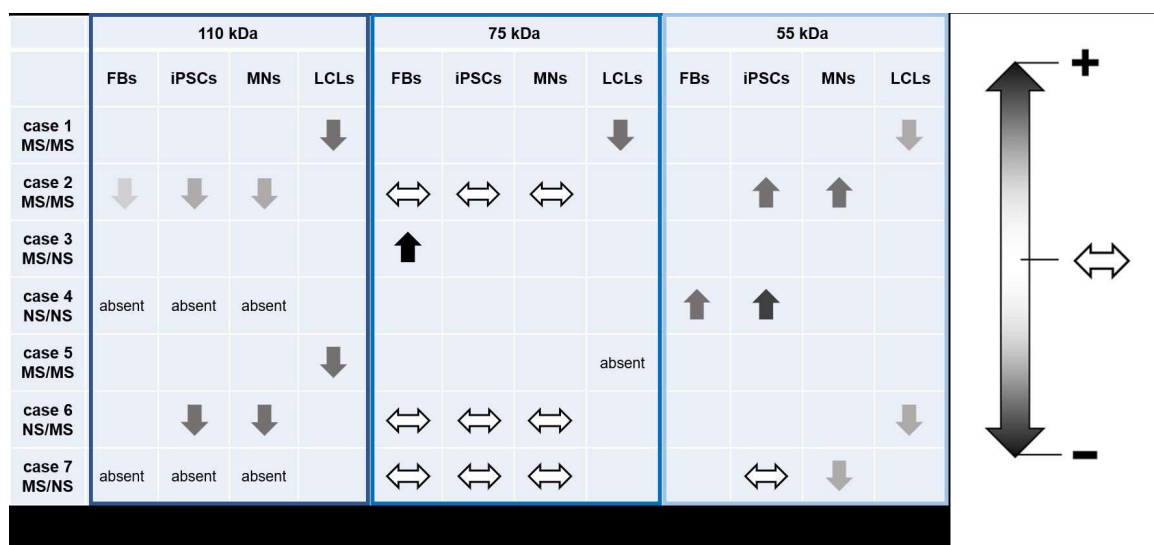 110 kDa 75 kDa 55 kDa
FBs iPSCs MNs LCLs FBs iPSCs MNs LCLs FBs iPSCs MNs LCLs
case 1
MS/MS
case 2
MS/MS
case 3
MS/NS
case 4
NS/NS
absent absent absent
case 5
MS/MS
absent
case 6
NS/MS
case 7
MS/NS
absent absent absent